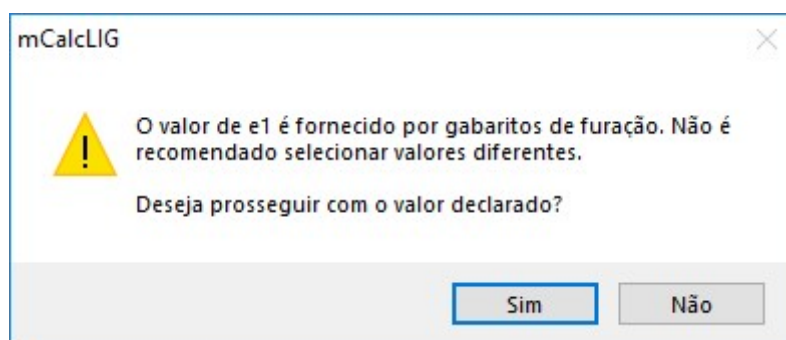 mCalcLIG
O valor de e1 é fornecido por gabaritos de furação. Não é
recomendado selecionar valores diferentes.
Deseja prosseguir com o valor declarado?
Sim
Não